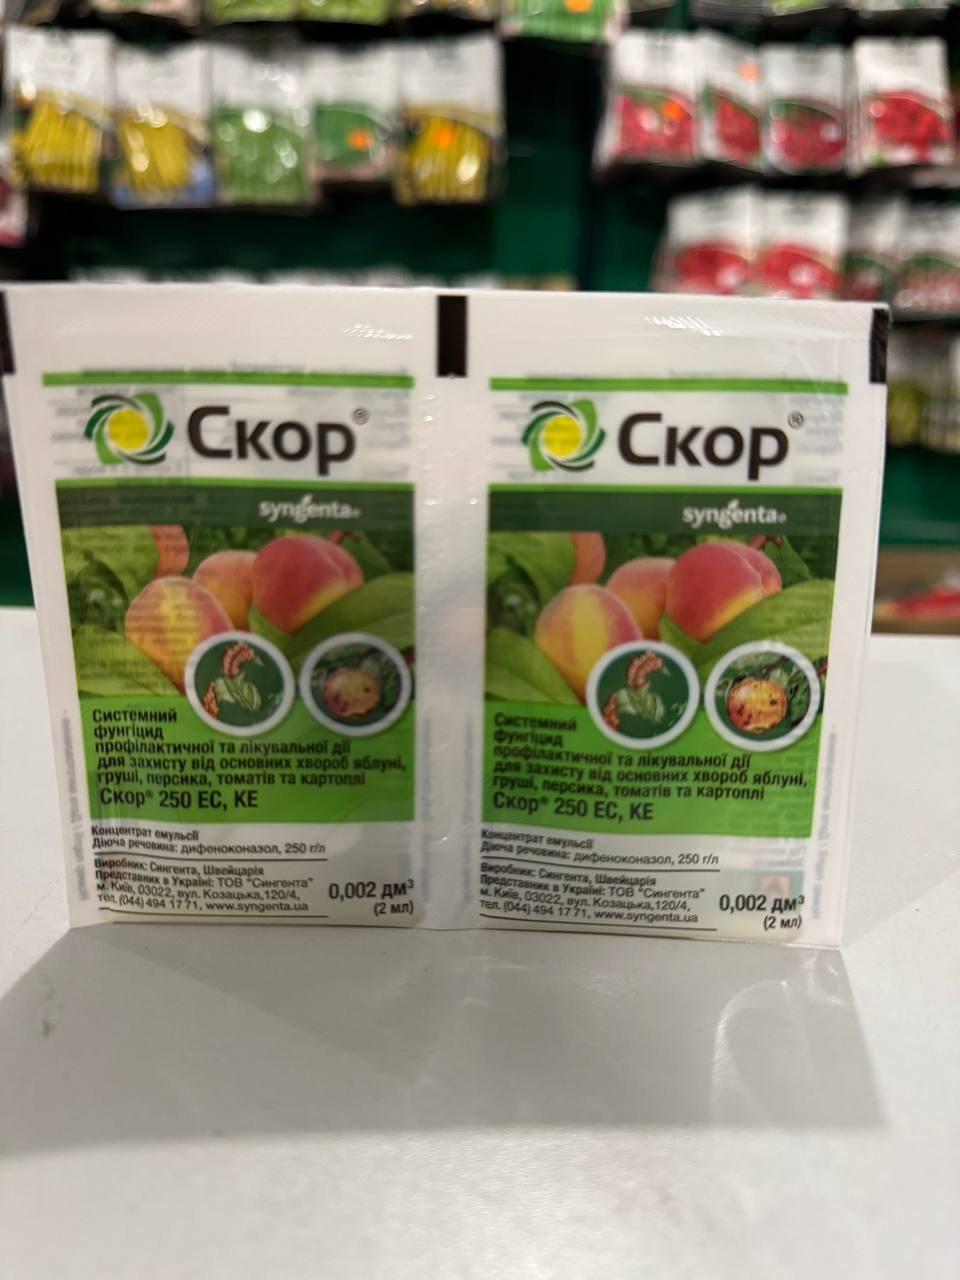 Скор®
syngenta®
Системний
фунгіцид
профілактичної та лікувальної дії
для захисту від основних хвороб яблуні,
груші, персика, томатів та картоплі
Скор® 250 ЕС, КЕ
Концентрат емульсії
Діюча речовина: дифеноконазол, 250 г/л
Виробник: Сингента, Швейцарія
Представник в Україні: ТОВ "Сингента"
м. Київ, 03022, вул. Козацька,120/4,
тел. (044) 494 17 71, www.syngenta.ua
0,002 дм³
(2 мл)
Скор®
syngenta®
Системний
фунгіцид
профілактичної та лікувальної дії
для захисту від основних хвороб яблуні,
груші, персика, томатів та картоплі
Скор® 250 ЕС, КЕ
Концентрат емульсії
Діюча речовина: дифеноконазол, 250 г/л
Виробник: Сингента, Швейцарія
Представник в Україні: ТОВ "Сингента"
м. Київ, 03022, вул. Козацька,120/4,
тел. (044) 494 17 71, www.syngenta.ua
0,002 дм³
(2 мл)